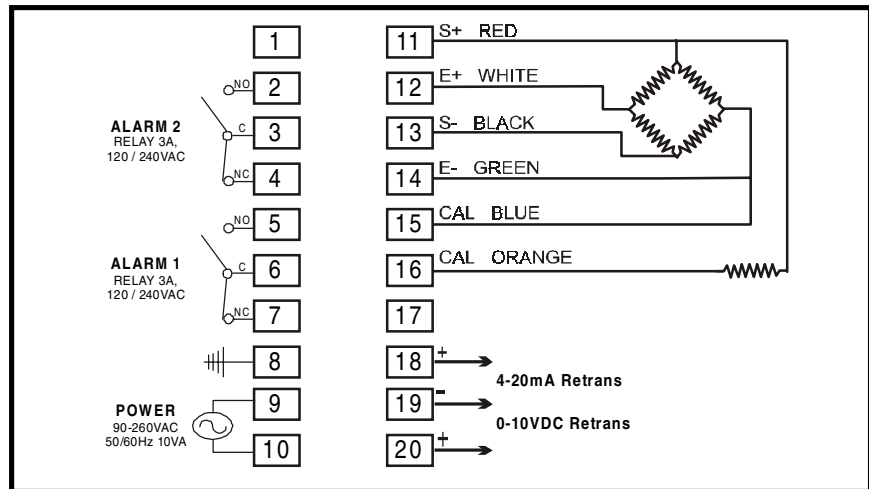 1
NO 2
ALARM 2
RELAY 3A,
120 / 240VAC
C 3
NC 4
NO 5
ALARM 1
RELAY 3A,
120 / 240VAC
C 6
NC 7
8
POWER
90-260VAC
50/60Hz 10VA
9
10
11 S+ RED
12 E+ WHITE
13 S- BLACK
14 E- GREEN
15 CAL BLUE
16 CAL ORANGE
17
18 +
4-20mA Retrans
19 -
0-10VDC Retrans
20 +